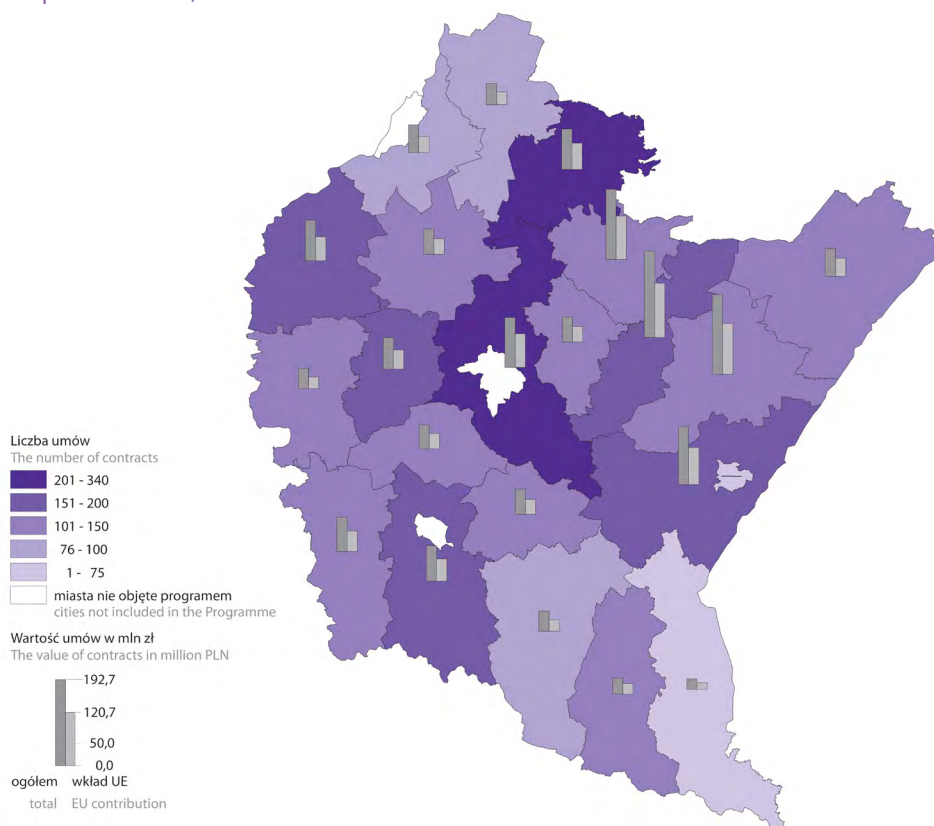 Liczba umów
The number of contracts
201 - 340
151 - 200
101 - 150
76 - 100
1 - 75
miasta nie objęte programem
cities not included in the Programme
Wartość umów w mln zł
The value of contracts in million PLN
192,7
120,7
50,0
0,0
ogółem wkład UE
total EU contribution